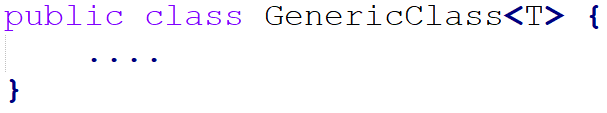 public class GenericClass<T> {
....
}